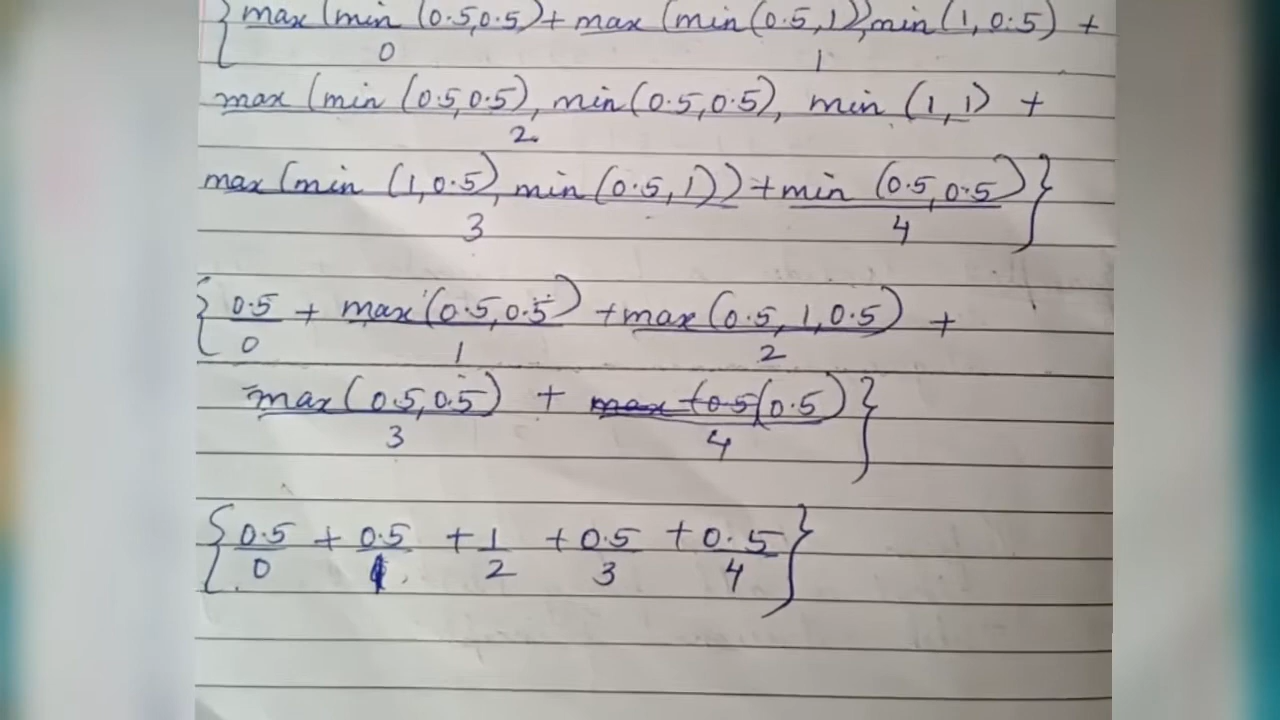 { max (min (0.5,0.5) + max (min (0.5,1), min (1,0.5) +
0 1
max (min (0.5,0.5), min (0.5,0.5), min (1,1) +
2
max (min (1,0.5), min (0.5,1)) + min (0.5,0.5) }
3 4
{ 0.5 + max (0.5,0.5) + max (0.5,1,0.5) +
0 1 2
max (0.5,0.5) + max (0.5 (0.5) }
3 4
{ 0.5 + 0.5 + 1 + 0.5 + 0.5 }
0 1 2 3 4